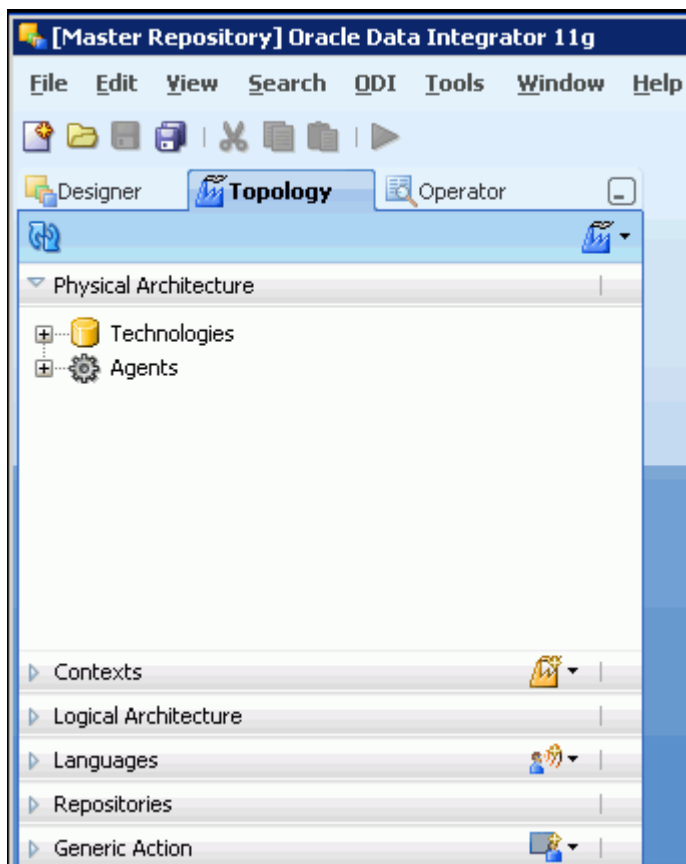 [Master Repository] Oracle Data Integrator 11g
File Edit View Search ODI Tools Window Help
Designer Topology Operator
Physical Architecture
Technologies
Agents
Contexts
Logical Architecture
Languages
Repositories
Generic Action